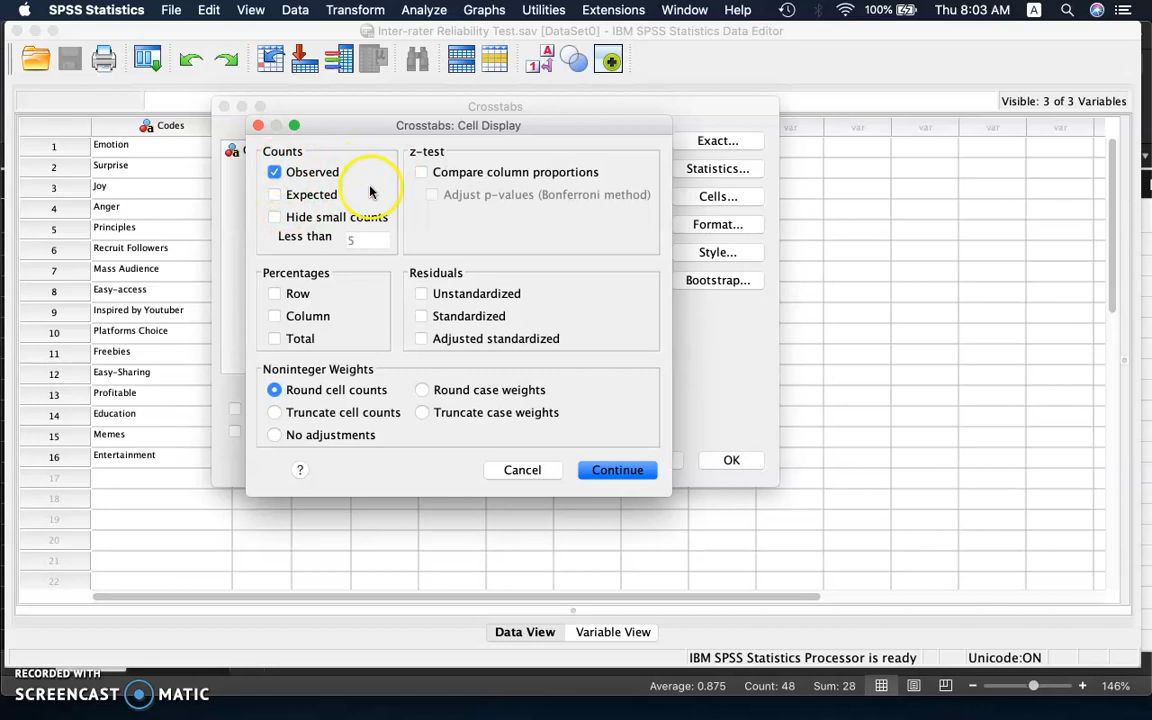 SPSS Statistics File Edit View Data Transform Analyze Graphs Utilities Extensions Window Help 100% Thu 8:03 AM A
Inter-rater Reliability Test.sav [DataSet0] - IBM SPSS Statistics Data Editor
Visible: 3 of 3 Variables
Crosstabs
Codes
var var var var var
Crosstabs: Cell Display
1 Emotion
2 Surprise
3 Joy
4 Anger
5 Principles
6 Recruit Followers
7 Mass Audience
8 Easy-access
9 Inspired by Youtuber
10 Platforms Choice
11 Freebies
12 Easy-Sharing
13 Profitable
14 Education
15 Memes
16 Entertainment
17
18
19
20
21
22
Counts
Observed
Expected
Hide small counts
Less than 5
z-test
Compare column proportions
Adjust p-values (Bonferroni method)
Percentages
Row
Column
Total
Residuals
Unstandardized
Standardized
Adjusted standardized
Noninteger Weights
Round cell counts Round case weights
Truncate cell counts Truncate case weights
No adjustments
? Cancel Continue
Exact...
Statistics...
Cells...
Format...
Style...
Bootstrap...
OK
Data View Variable View
IBM SPSS Statistics Processor is ready Unicode:ON
RECORDED WITH
SCREENCAST MATIC
Average: 0.875 Count: 48 Sum: 28 146%